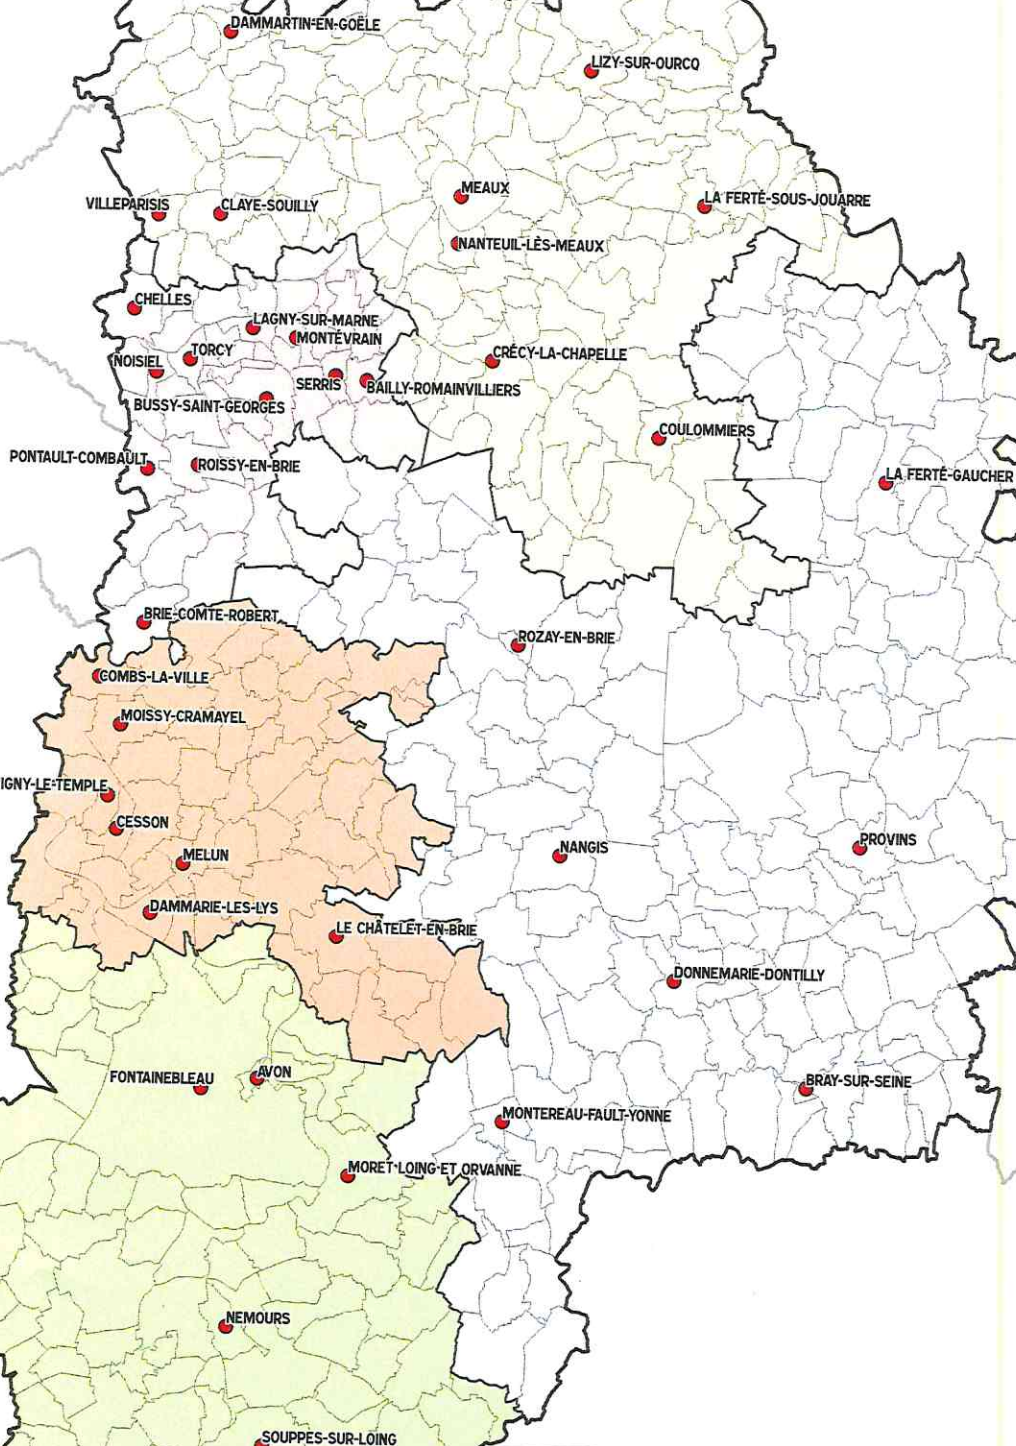 DAMMARTIN-EN-GOËLE
LIZY-SUR-OURCQ
MEAUX
LA FERTÉ-SOUS-JOUARRE
VILLEPARISIS
CLAYE-SOUILLY
NANTEUIL-LÈS-MEAUX
CHELLES
LAGNY-SUR-MARNE
MONTÉVRAIN
TORCY
NOISIEL
CRÉCY-LA-CHAPELLE
SERRIS
BAILLY-ROMAINVILLIERS
BUSSY-SAINT-GEORGES
COULOMMIERS
PONTAULT-COMBAULT
ROISSY-EN-BRIE
LA FERTÉ-GAUCHER
BRIE-COMTE-ROBERT
ROZAY-EN-BRIE
COMBS-LA-VILLE
MOISSY-CRAMAYEL
IGNY-LE-TEMPLE
CESSON
NANGIS
PROVINS
MELUN
DAMMARIE-LES-LYS
LE CHÂTELET-EN-BRIE
DONNEMARIE-DONTILLY
FONTAINEBLEAU
AVON
BRAY-SUR-SEINE
MONTEREAU-FAULT-YONNE
MORET-LOING-ET ORVANNE
NEMOURS
SOUPPES-SUR-LOING